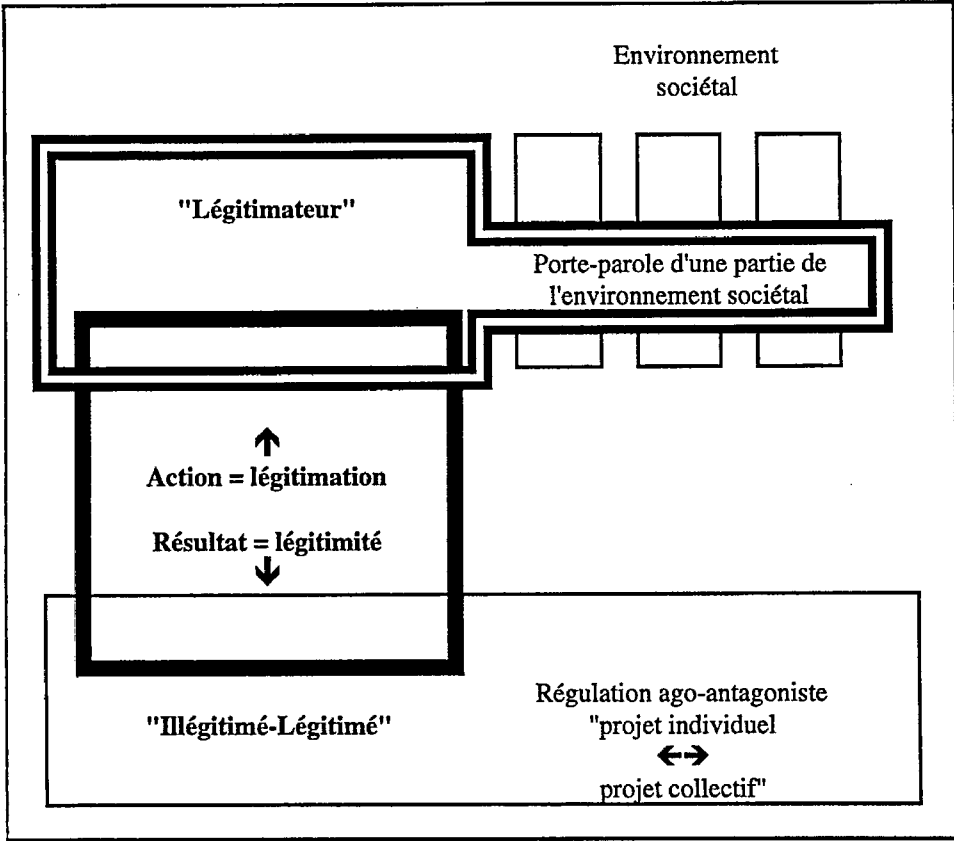 Environnement
sociétal
"Légitimateur"
Porte-parole d'une partie de
l'environnement sociétal
Action = légitimation
Résultat = légitimité
"Illégitimé-Légitimé"
Régulation ago-antagoniste
"projet individuel
projet collectif"